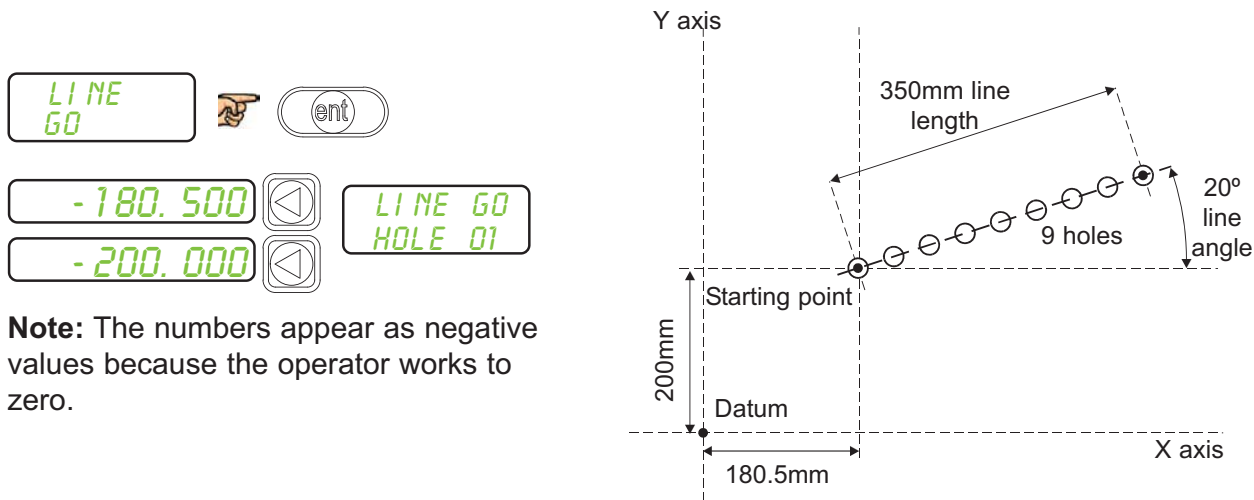 LINE
GO
ent
-180.500
-200.000
LINE GO
HOLE 01
Note: The numbers appear as negative
values because the operator works to
zero.
Y axis
350mm line
length
20º
line
angle
9 holes
Starting point
200mm
Datum
X axis
180.5mm